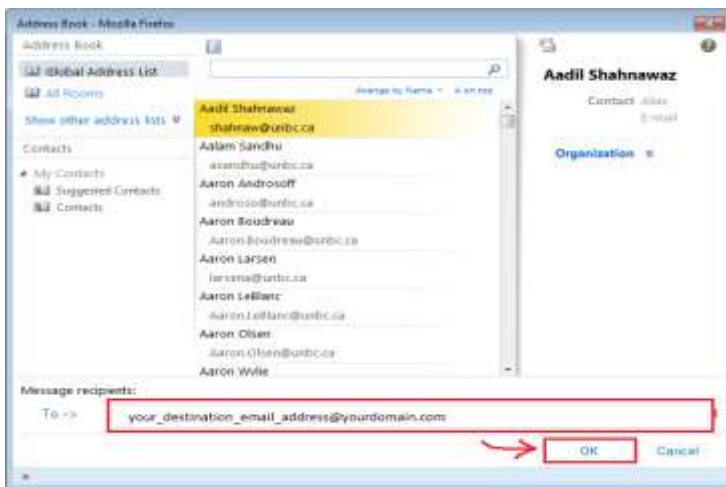 Address Book - Mozilla Firefox
Address Book
Global Address List
All Rooms
Show other address lists
Contacts
My Contacts
Suggested Contacts
Contacts
Arrange by Name A on top
Aadil Shahnawaz
shahnaw@unbc.ca
Aalam Sandhu
asandhu@unbc.ca
Aaron Androsoff
androso@unbc.ca
Aaron Boudreau
Aaron.Boudreau@unbc.ca
Aaron Larsen
larsena@unbc.ca
Aaron LeBlanc
Aaron.LeBlanc@unbc.ca
Aaron Olsen
Aaron.Olsen@unbc.ca
Aaron Wylie
Aadil Shahnawaz
Contact Alias
E-mail
Organization
Message recipients:
To -> your_destination_email_address@yourdomain.com
OK Cancel